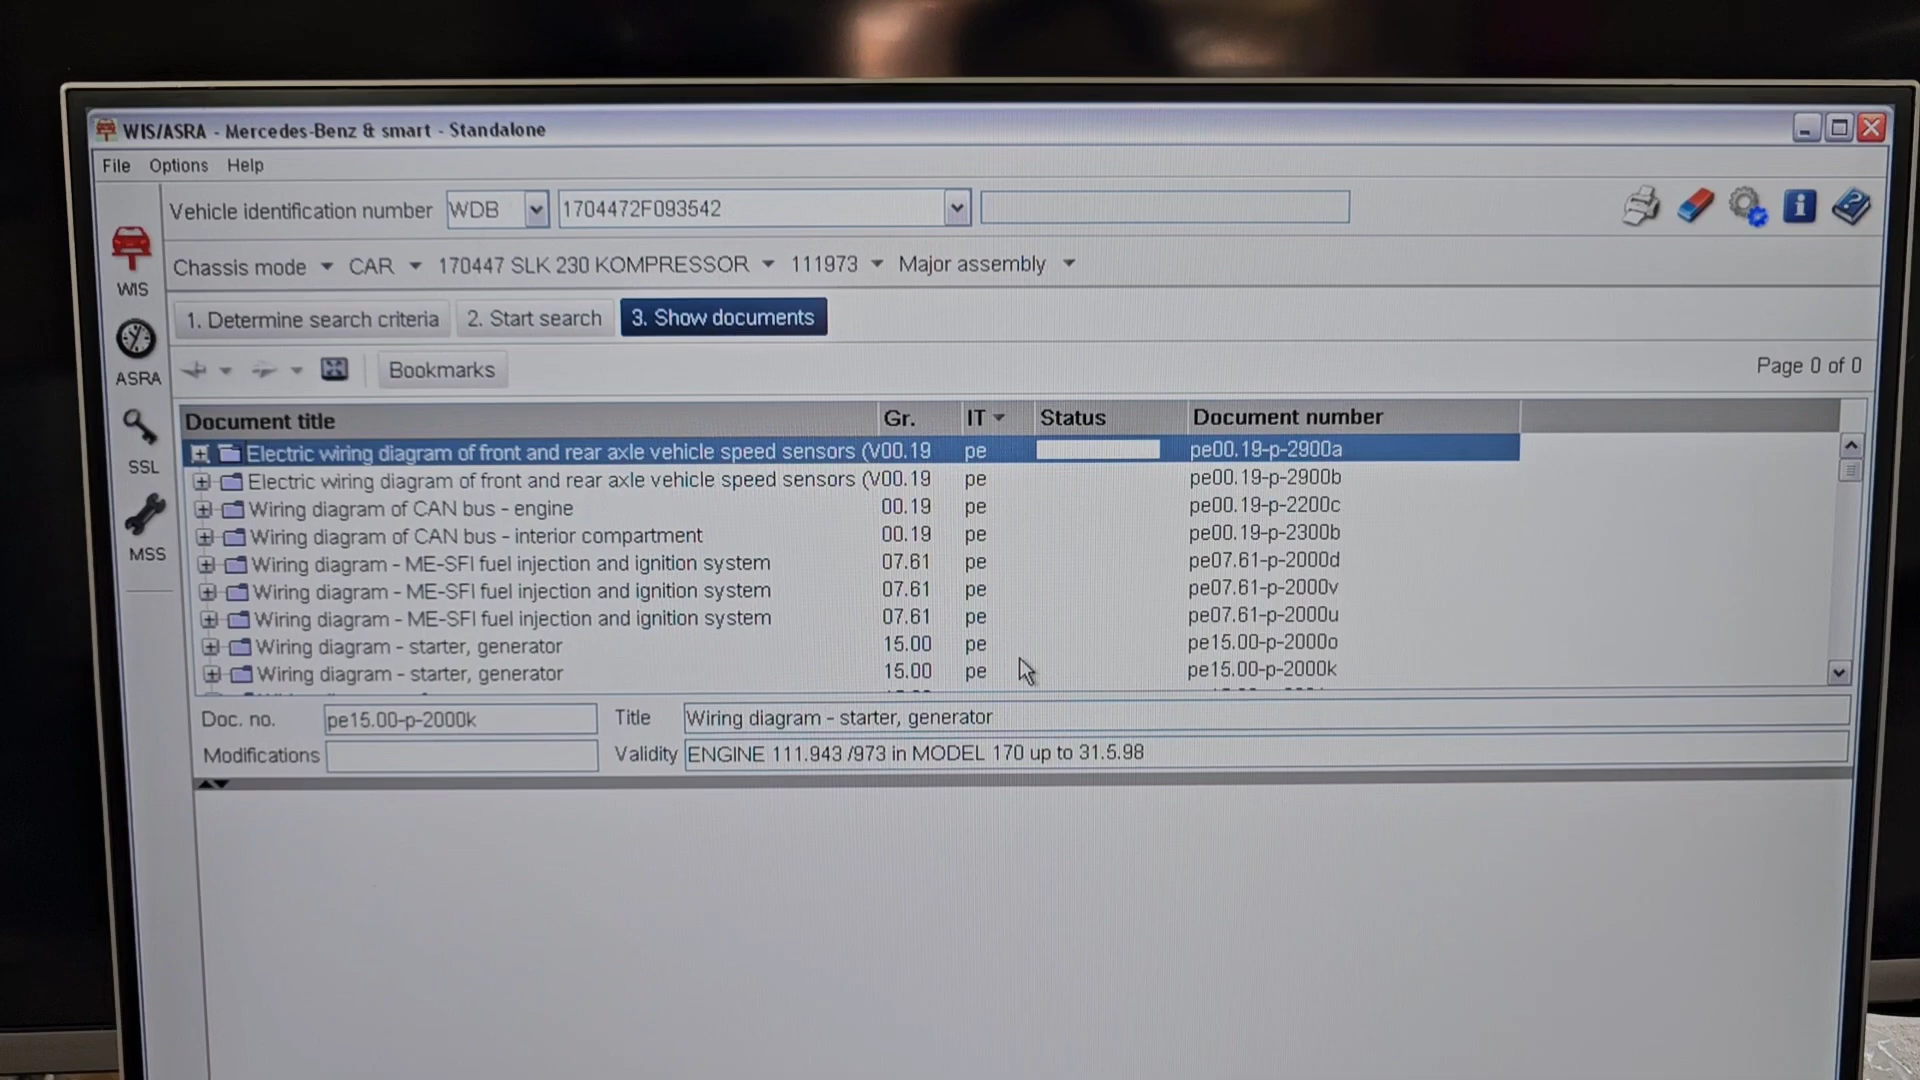 WIS/ASRA - Mercedes-Benz & smart - Standalone
File Options Help
Vehicle identification number WDB 1704472F093542
Chassis mode CAR 170447 SLK 230 KOMPRESSOR 111973 Major assembly
WIS
1. Determine search criteria 2. Start search 3. Show documents
ASRA
Bookmarks Page 0 of 0
Document title Gr. IT Status Document number
Electric wiring diagram of front and rear axle vehicle speed sensors (V00.19 pe pe00.19-p-2900a
SSL
Electric wiring diagram of front and rear axle vehicle speed sensors (V00.19 pe pe00.19-p-2900b
Wiring diagram of CAN bus - engine 00.19 pe pe00.19-p-2200c
Wiring diagram of CAN bus - interior compartment 00.19 pe pe00.19-p-2300b
MSS
Wiring diagram - ME-SFI fuel injection and ignition system 07.61 pe pe07.61-p-2000d
Wiring diagram - ME-SFI fuel injection and ignition system 07.61 pe pe07.61-p-2000v
Wiring diagram - ME-SFI fuel injection and ignition system 07.61 pe pe07.61-p-2000u
Wiring diagram - starter, generator 15.00 pe pe15.00-p-2000o
Wiring diagram - starter, generator 15.00 pe pe15.00-p-2000k
Doc. no. pe15.00-p-2000k Title Wiring diagram - starter, generator
Modifications Validity ENGINE 111.943 /973 in MODEL 170 up to 31.5.98